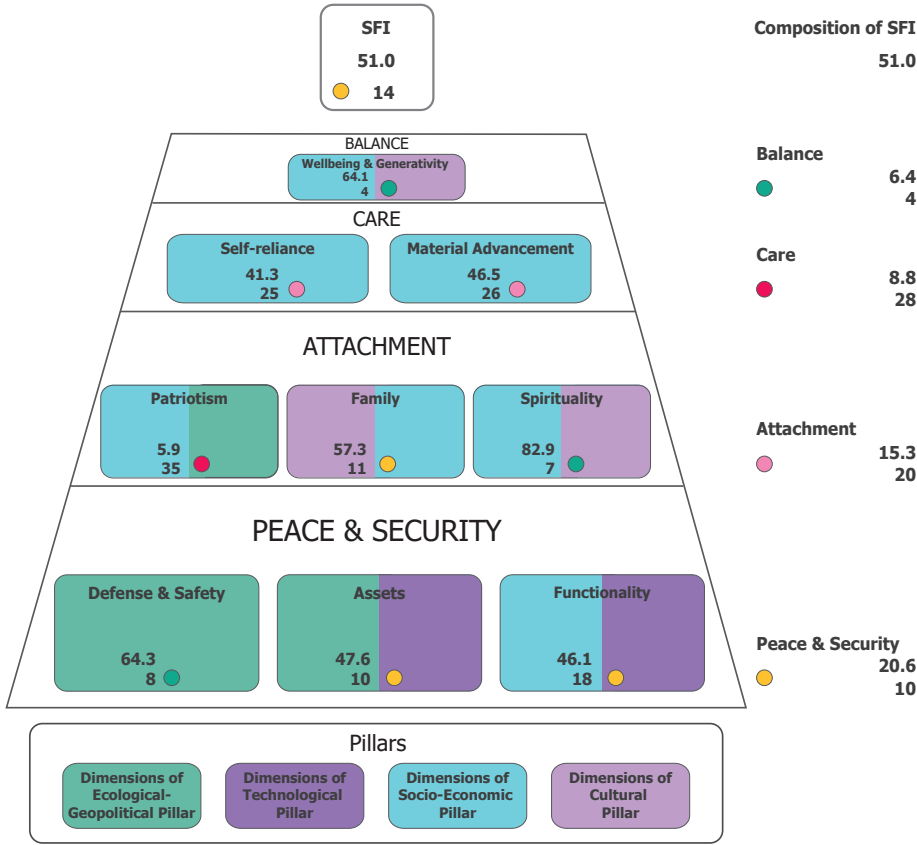 SFI
51.0
14
Composition of SFI
51.0
BALANCE
Wellbeing & Generativity
64.1
4
Balance
6.4
4
CARE
Self-reliance
41.3
25
Material Advancement
46.5
26
Care
8.8
28
ATTACHMENT
Patriotism
5.9
35
Family
57.3
11
Spirituality
82.9
7
Attachment
15.3
20
PEACE & SECURITY
Defense & Safety
64.3
8
Assets
47.6
10
Functionality
46.1
18
Peace & Security
20.6
10
Pillars
Dimensions of
Ecological-
Geopolitical Pillar
Dimensions of
Technological
Pillar
Dimensions of
Socio-Economic
Pillar
Dimensions of
Cultural
Pillar